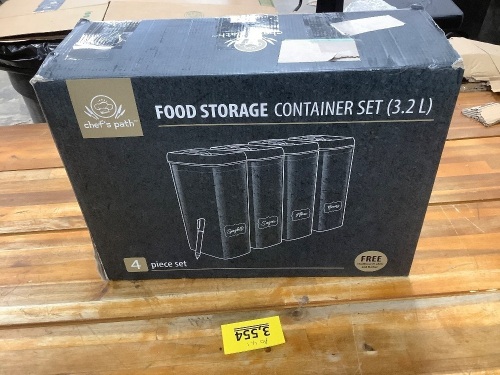 chef's path
FOOD STORAGE CONTAINER SET (3.2 L)
4 piece set
FREE
3,554